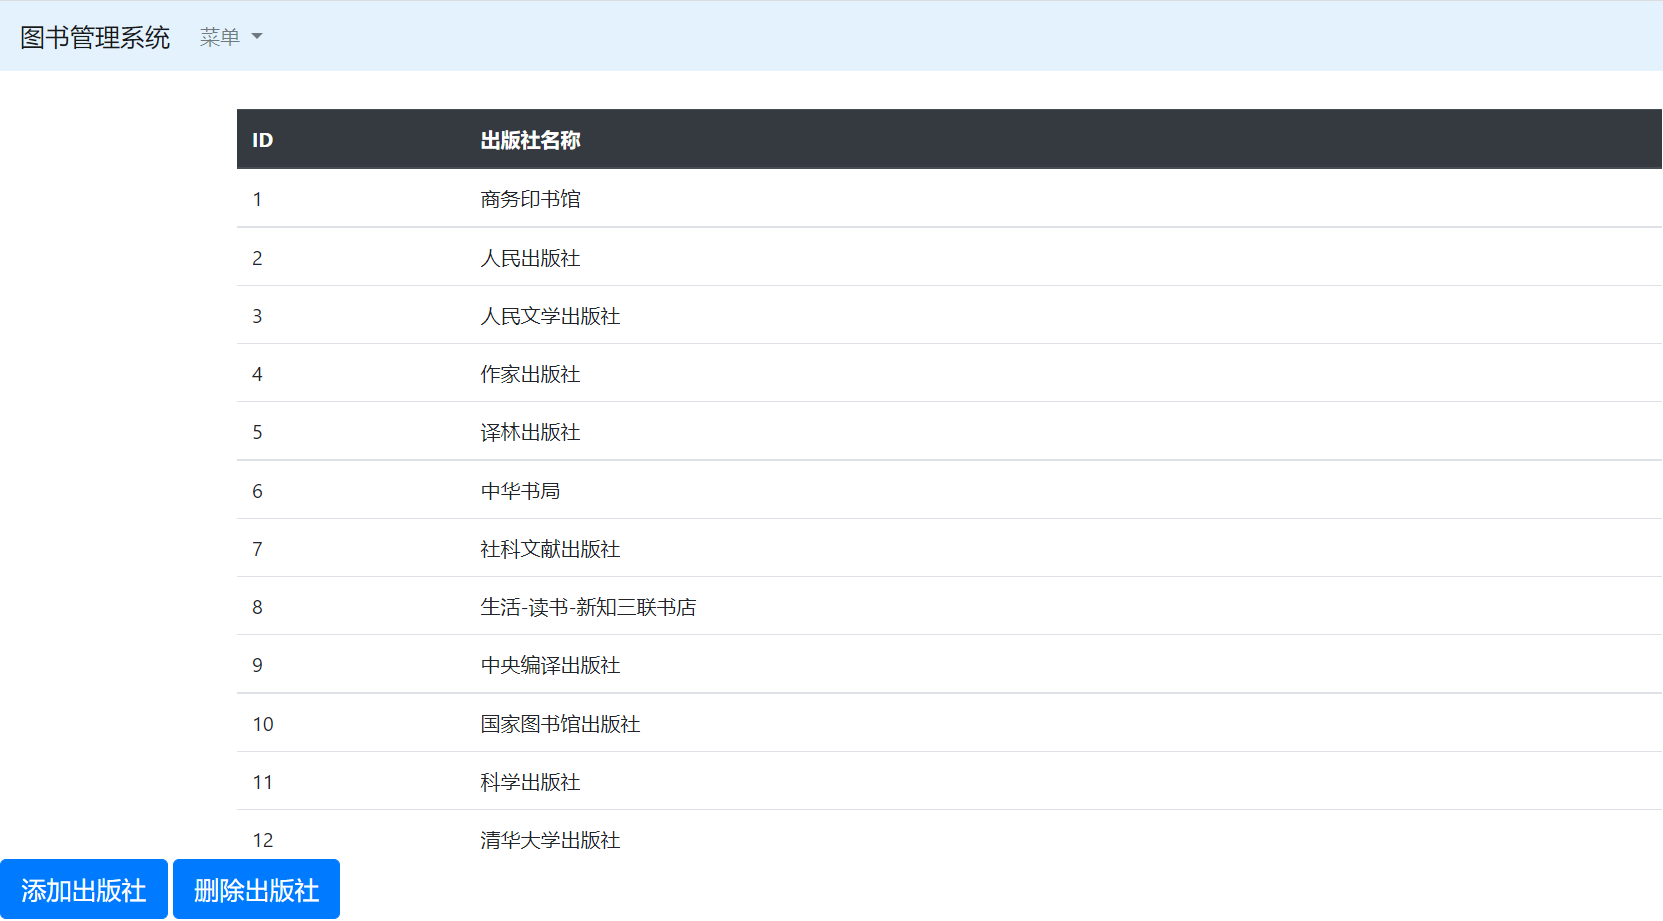 图书管理系统 菜单
ID 出版社名称
1 商务印书馆
2 人民出版社
3 人民文学出版社
4 作家出版社
5 译林出版社
6 中华书局
7 社科文献出版社
8 生活-读书-新知三联书店
9 中央编译出版社
10 国家图书馆出版社
11 科学出版社
12 清华大学出版社
添加出版社 删除出版社